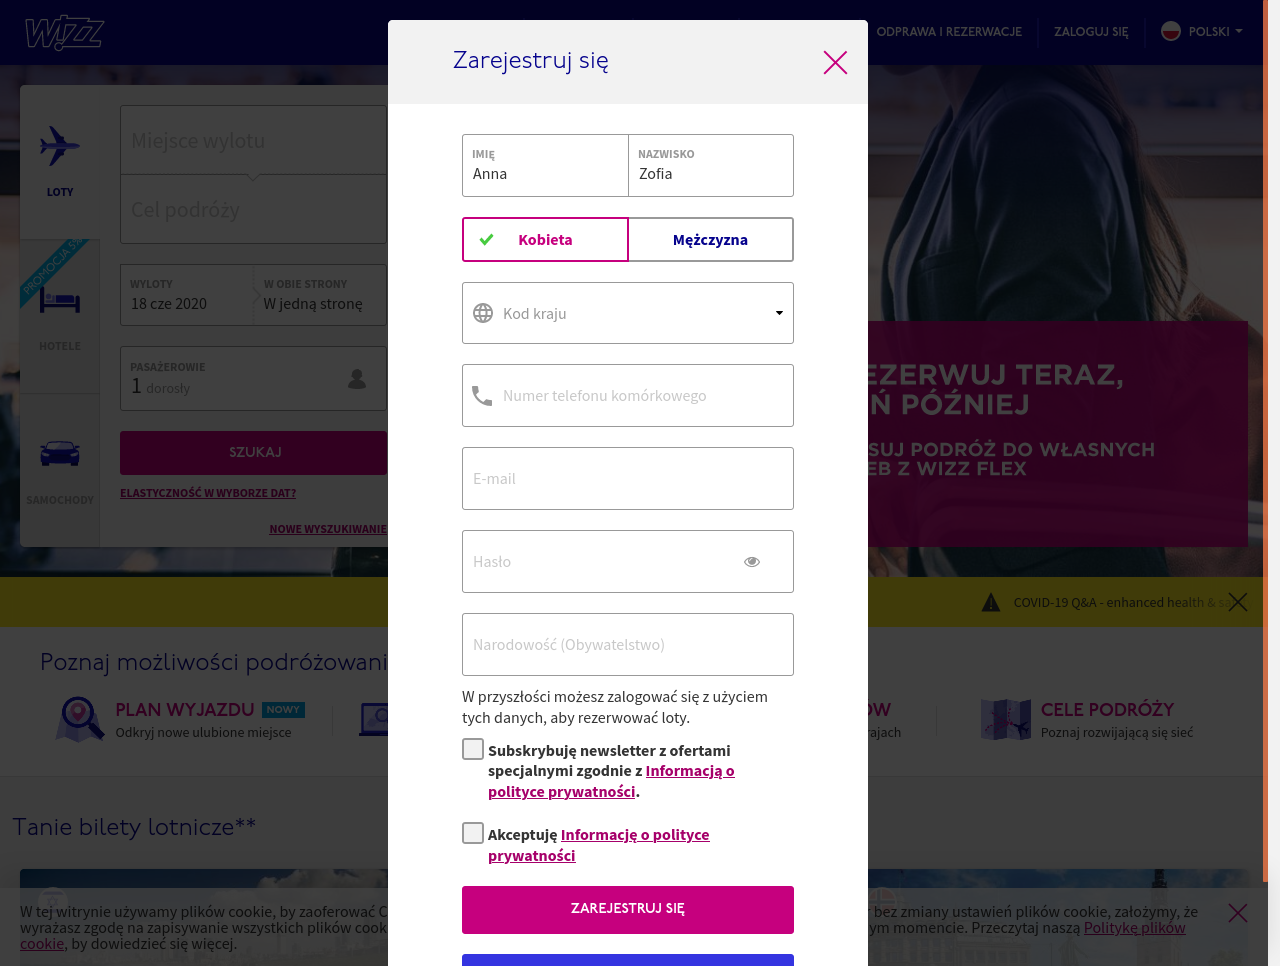 WIZZ
ODPRAWA I REZERWACJE
ZALOGUJ SIĘ
POLSKI
Zarejestruj się
IMIĘ
Anna
NAZWISKO
Zofia
Kobieta
Mężczyzna
Kod kraju
Numer telefonu komórkowego
E-mail
Hasło
Narodowość (Obywatelstwo)
W przyszłości możesz zalogować się z użyciem
tych danych, aby rezerwować loty.
Subskrybuję newsletter z ofertami
specjalnymi zgodnie z Informacją o
polityce prywatności.
Akceptuję Informację o polityce
prywatności
ZAREJESTRUJ SIĘ
LOTY
PROMOCJA 5%
HOTELE
SAMOCHODY
Miejsce wylotu
Cel podróży
WYLOTY
18 cze 2020
W OBIE STRONY
W jedną stronę
PASAŻEROWIE
1 dorosły
SZUKAJ
ELASTYCZNOŚĆ W WYBORZE DAT?
NOWE WYSZUKIWANIE
EZERWUJ TERAZ,
Ń PÓŹNIEJ
SUJ PODRÓŻ DO WŁASNYCH
EB Z WIZZ FLEX
COVID-19 Q&A - enhanced health & sa
Poznaj możliwości podróżowani
PLAN WYJAZDU NOWY
Odkryj nowe ulubione miejsce
OW
rajach
CELE PODRÓŻY
Poznaj rozwijającą się sieć
Tanie bilety lotnicze**
W tej witrynie używamy plików cookie, by zaoferować C
wyrażasz zgodę na zapisywanie wszystkich plików cook
cookie, by dowiedzieć się więcej.
r bez zmiany ustawień plików cookie, założymy, że
ym momencie. Przeczytaj naszą Politykę plików